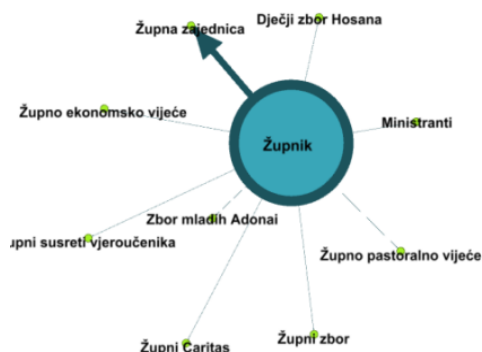 Dječji zbor Hosana
Župna zajednica
Župno ekonomsko vijeće
Ministranti
Župnik
Zbor mladih Adonai
upni susreti vjeroučenika
Župno pastoralno vijeće
Župni zbor
Župni Caritas